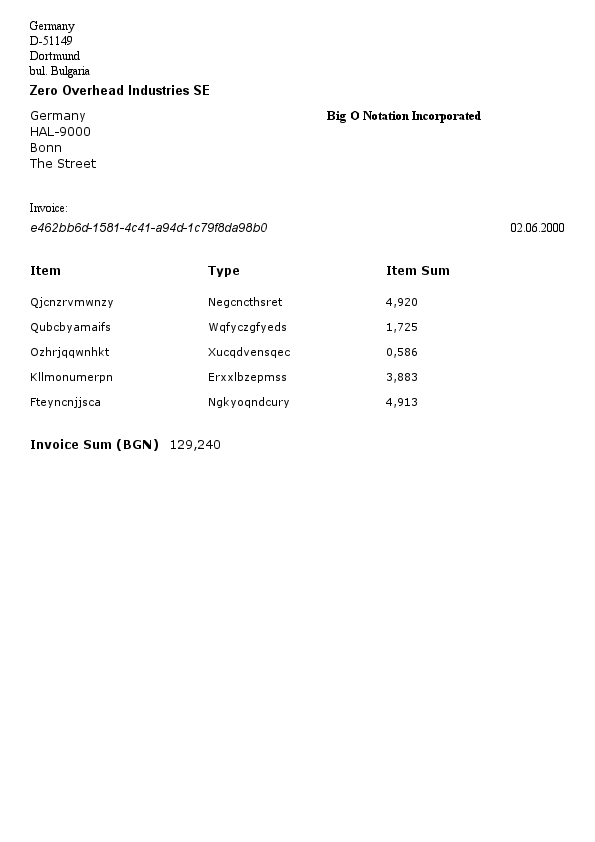 Germany
D-51149
Dortmund
bul. Bulgaria
Zero Overhead Industries SE
Germany
HAL-9000
Bonn
The Street
Big O Notation Incorporated
Invoice:
e462bb6d-1581-4c41-a94d-1c79f8da98b0 02.06.2000
Item Type Item Sum
Qjcnzrvmwnzy Negcncthsret 4,920
Qubcbyamaifs Wqfyczgfyeds 1,725
Ozhrjqqwnhkt Xucqdvensqec 0,586
Kllmonumerpn Erxxlbzepmss 3,883
Fteyncnjjsca Ngkyoqndcury 4,913
Invoice Sum (BGN) 129,240